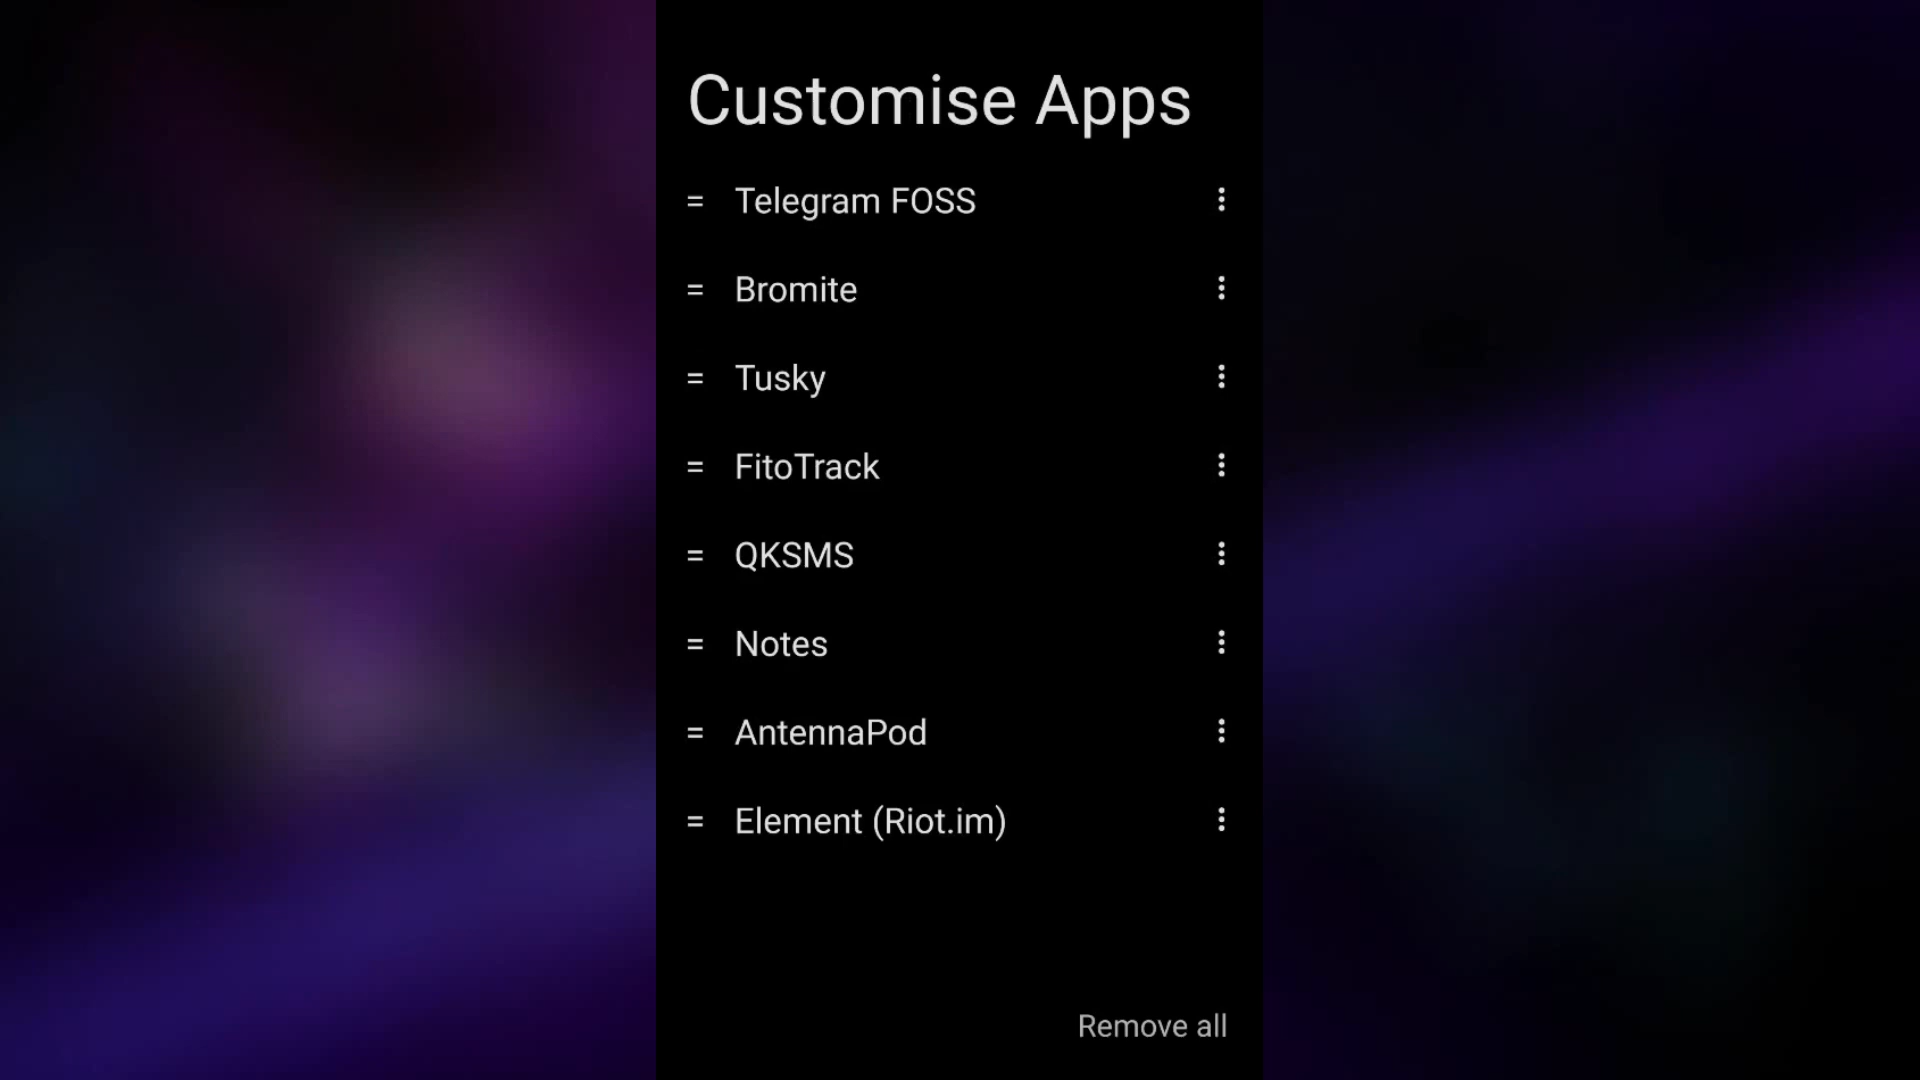 Customise Apps
= Telegram FOSS
= Bromite
= Tusky
= FitoTrack
= QKSMS
= Notes
= AntennaPod
= Element (Riot.im)
Remove all